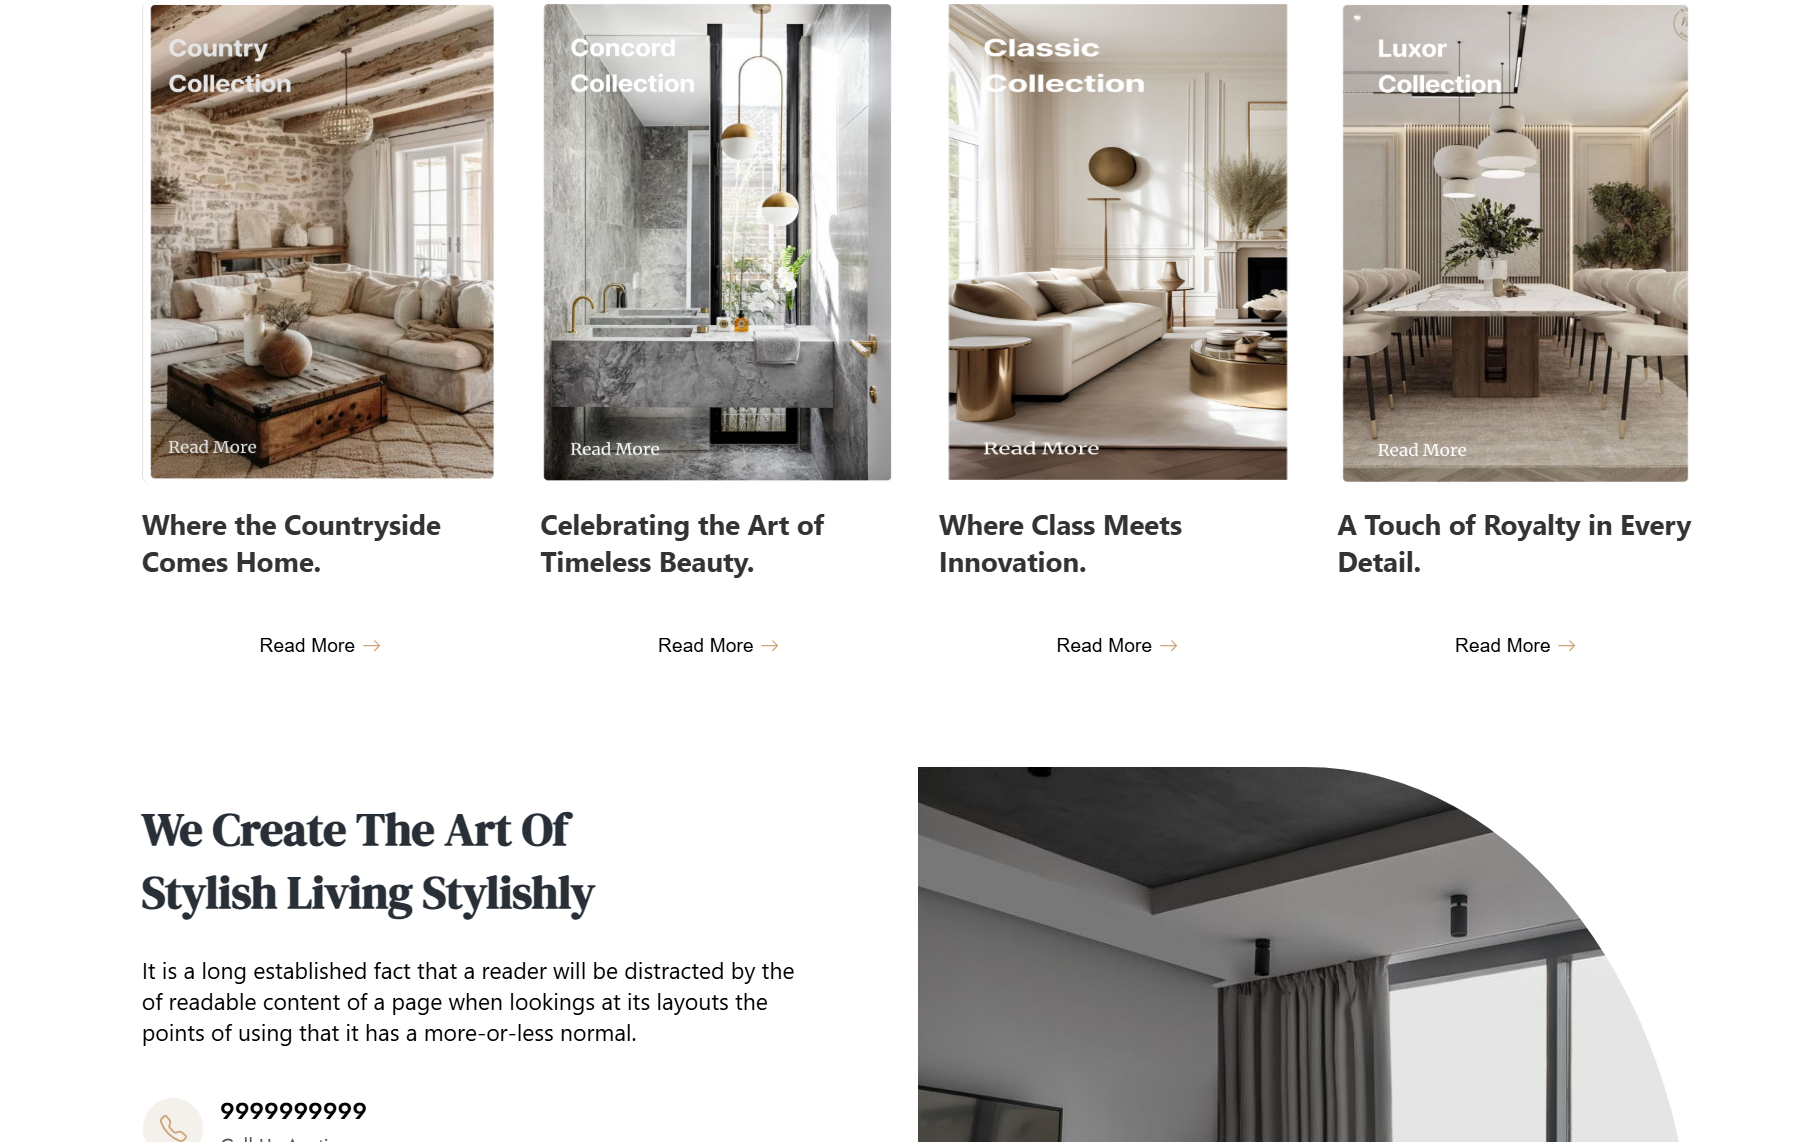 Country
Collection
Concord
Collection
Classic
Collection
Luxor
Collection
Read More
Read More
Read More
Read More
Where the Countryside
Comes Home.
Celebrating the Art of
Timeless Beauty.
Where Class Meets
Innovation.
A Touch of Royalty in Every
Detail.
Read More →
Read More →
Read More →
Read More →
We Create The Art Of
Stylish Living Stylishly
It is a long established fact that a reader will be distracted by the
of readable content of a page when lookings at its layouts the
points of using that it has a more-or-less normal.
9999999999